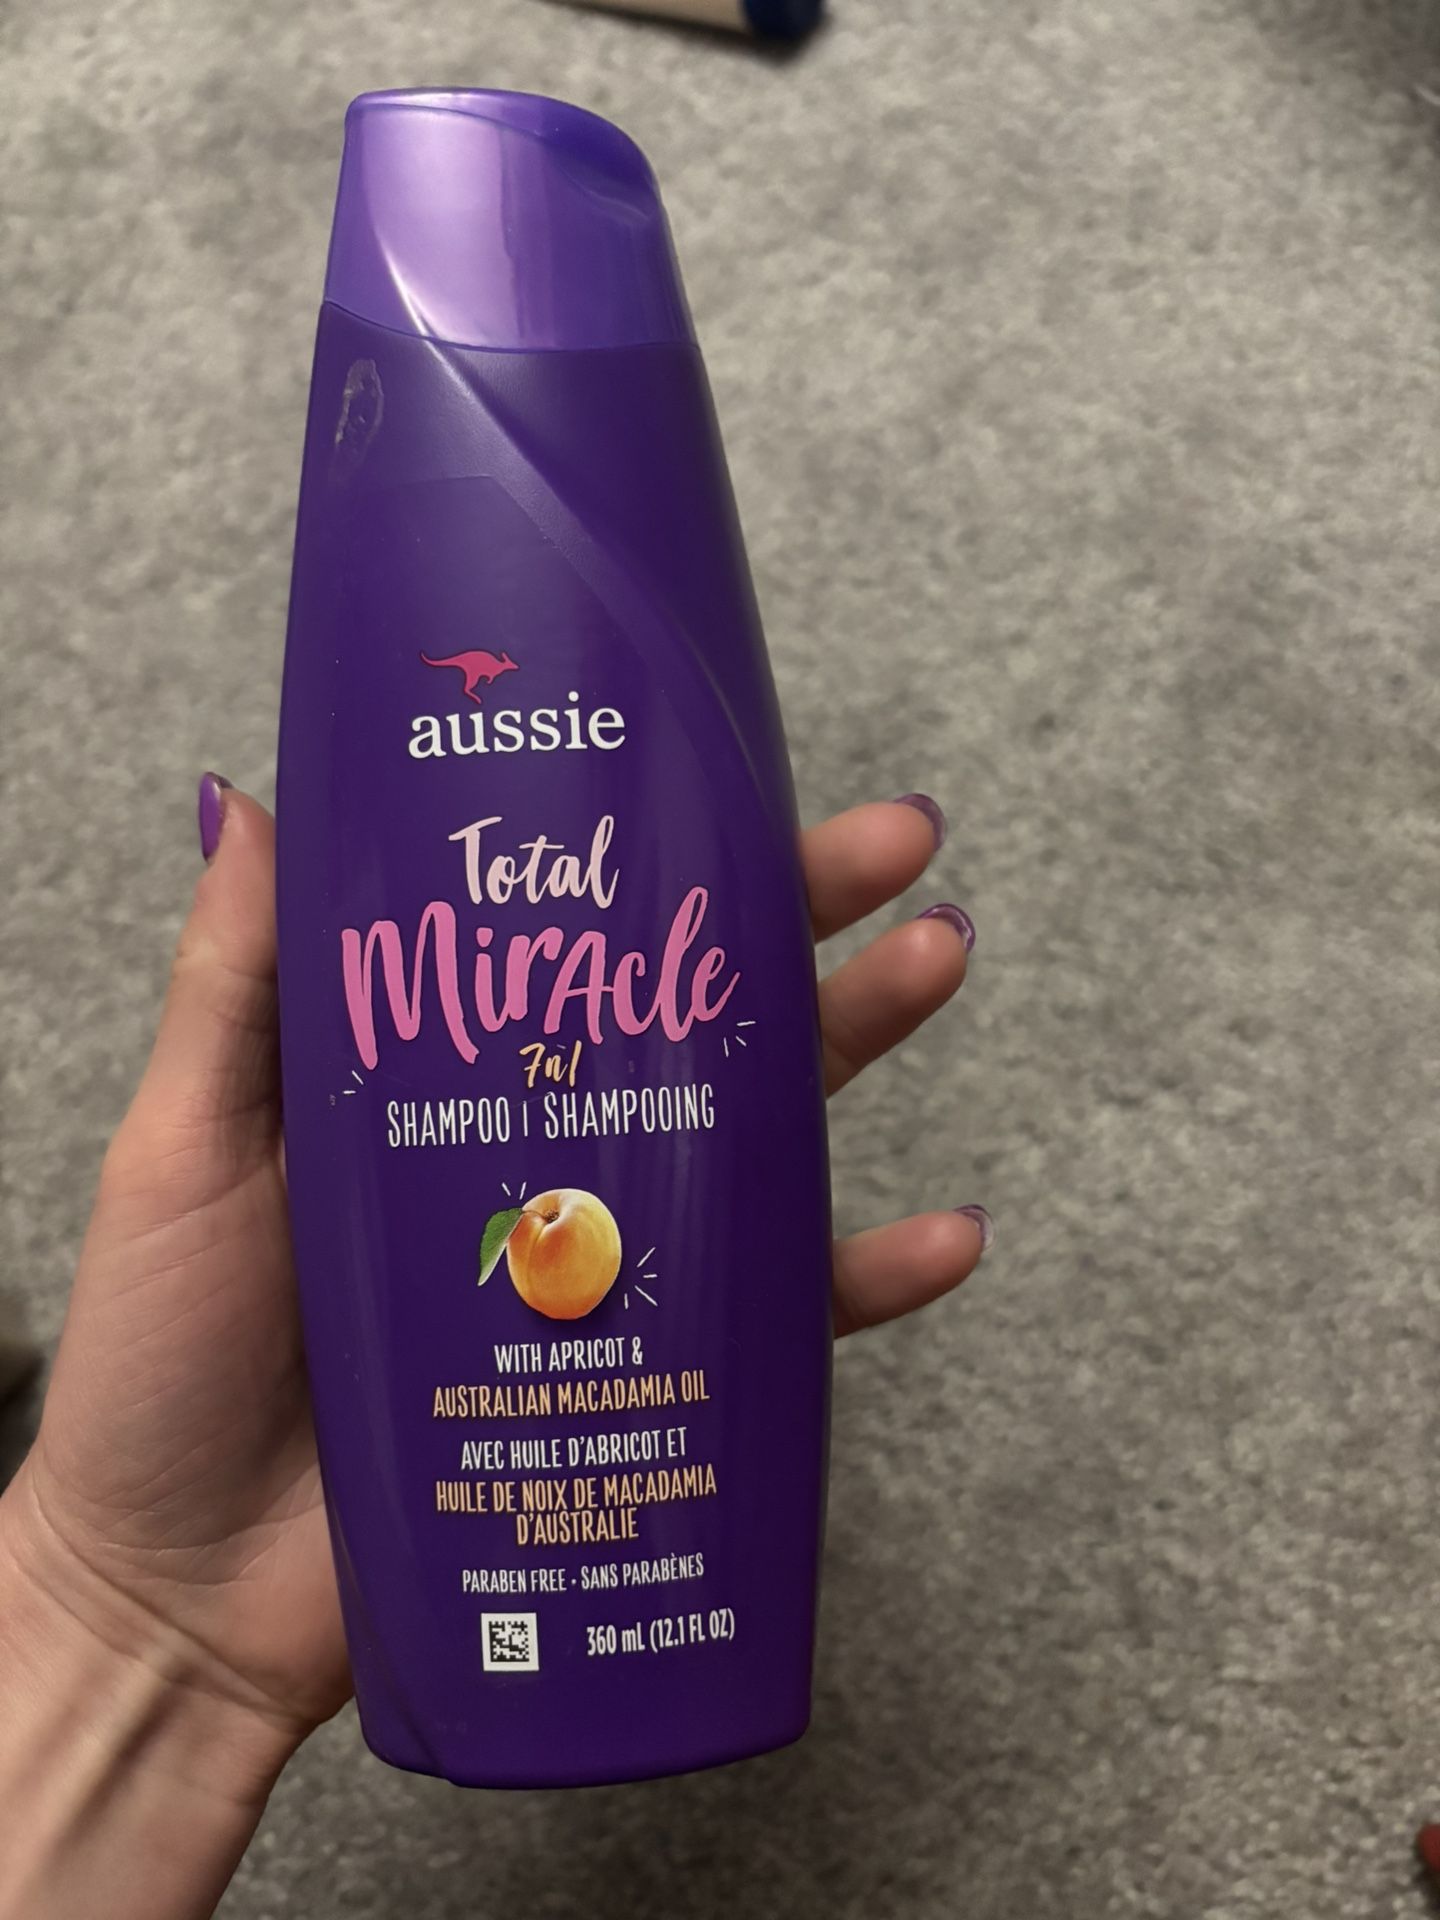 aussie
Total
Miracle
7n1
SHAMPOO | SHAMPOOING
WITH APRICOT &
AUSTRALIAN MACADAMIA OIL
AVEC HUILE D'ABRICOT ET
HUILE DE NOIX DE MACADAMIA
D'AUSTRALIE
PARABEN FREE • SANS PARABÈNES
360 mL (12.1 FL OZ)